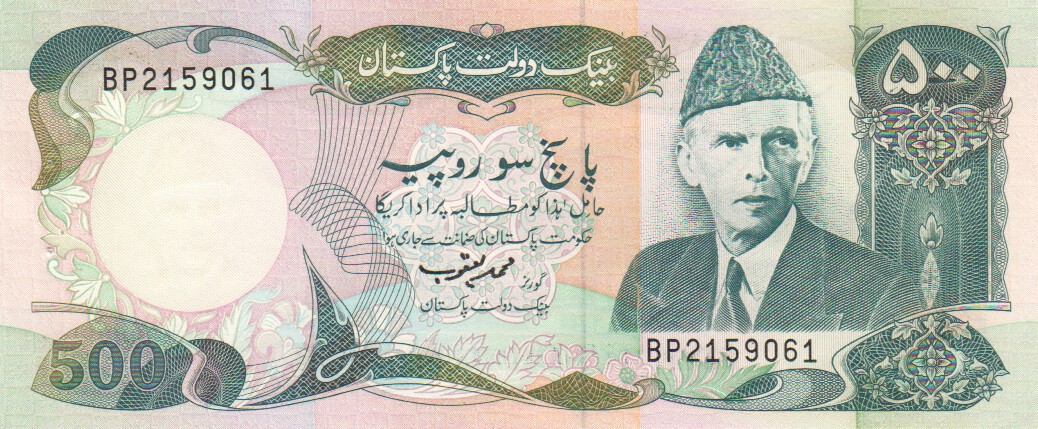 بینک دولت پاکستان
۵۰۰
BP2159061
پانچ سو روپیہ
حامل ہٰذا کو مطالبہ پر ادا کریگا
حکومت پاکستان کی ضمانت سے جاری ہوا
محمد یعقوب
گورنر
بینک دولت پاکستان
BP2159061
500